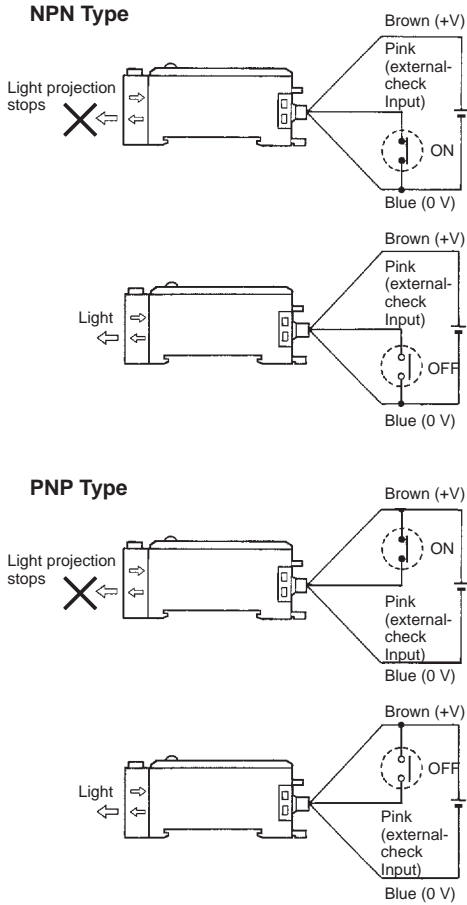 NPN Type
Brown (+V)
Pink
(external-
check
Input)
Light projection
stops
ON
Blue (0 V)
Brown (+V)
Pink
(external-
check
Input)
Light
OFF
Blue (0 V)
PNP Type
Brown (+V)
ON
Light projection
stops
Pink
(external-
check
Input)
Blue (0 V)
Brown (+V)
OFF
Light
Pink
(external-
check
Input)
Blue (0 V)